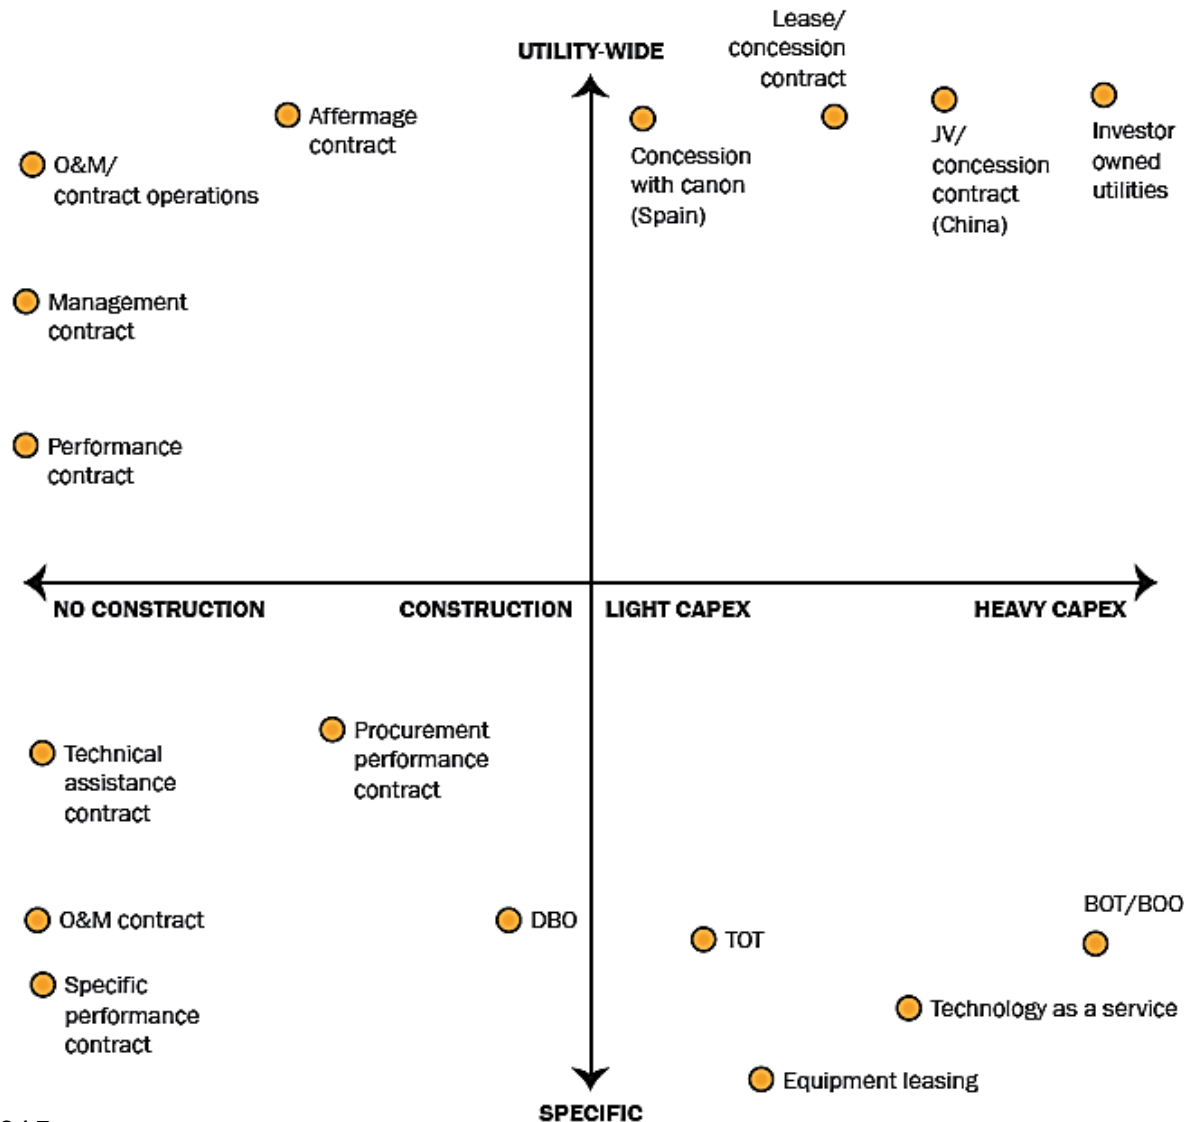 UTILITY-WIDE
Lease/
concession
contract
Affermage
contract
O&M/
contract operations
Concession
with canon
(Spain)
JV/
concession
contract
(China)
Investor
owned
utilities
Management
contract
Performance
contract
NO CONSTRUCTION
CONSTRUCTION
LIGHT CAPEX
HEAVY CAPEX
Procurement
performance
contract
Technical
assistance
contract
O&M contract
DBO
TOT
BOT/BOO
Specific
performance
contract
Technology as a service
Equipment leasing
SPECIFIC